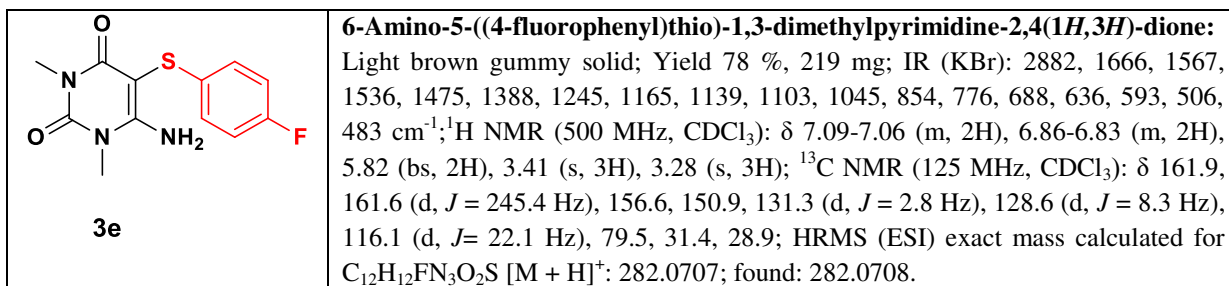 O
S
N
O
N
NH₂
F
3e
6-Amino-5-((4-fluorophenyl)thio)-1,3-dimethylpyrimidine-2,4(1H,3H)-dione:
Light brown gummy solid; Yield 78 %, 219 mg; IR (KBr): 2882, 1666, 1567,
1536, 1475, 1388, 1245, 1165, 1139, 1103, 1045, 854, 776, 688, 636, 593, 506,
483 cm⁻¹;¹H NMR (500 MHz, CDCl₃): δ 7.09-7.06 (m, 2H), 6.86-6.83 (m, 2H),
5.82 (bs, 2H), 3.41 (s, 3H), 3.28 (s, 3H); ¹³C NMR (125 MHz, CDCl₃): δ 161.9,
161.6 (d, J = 245.4 Hz), 156.6, 150.9, 131.3 (d, J = 2.8 Hz), 128.6 (d, J = 8.3 Hz),
116.1 (d, J= 22.1 Hz), 79.5, 31.4, 28.9; HRMS (ESI) exact mass calculated for
C₁₂H₁₂FN₃O₂S [M + H]⁺: 282.0707; found: 282.0708.